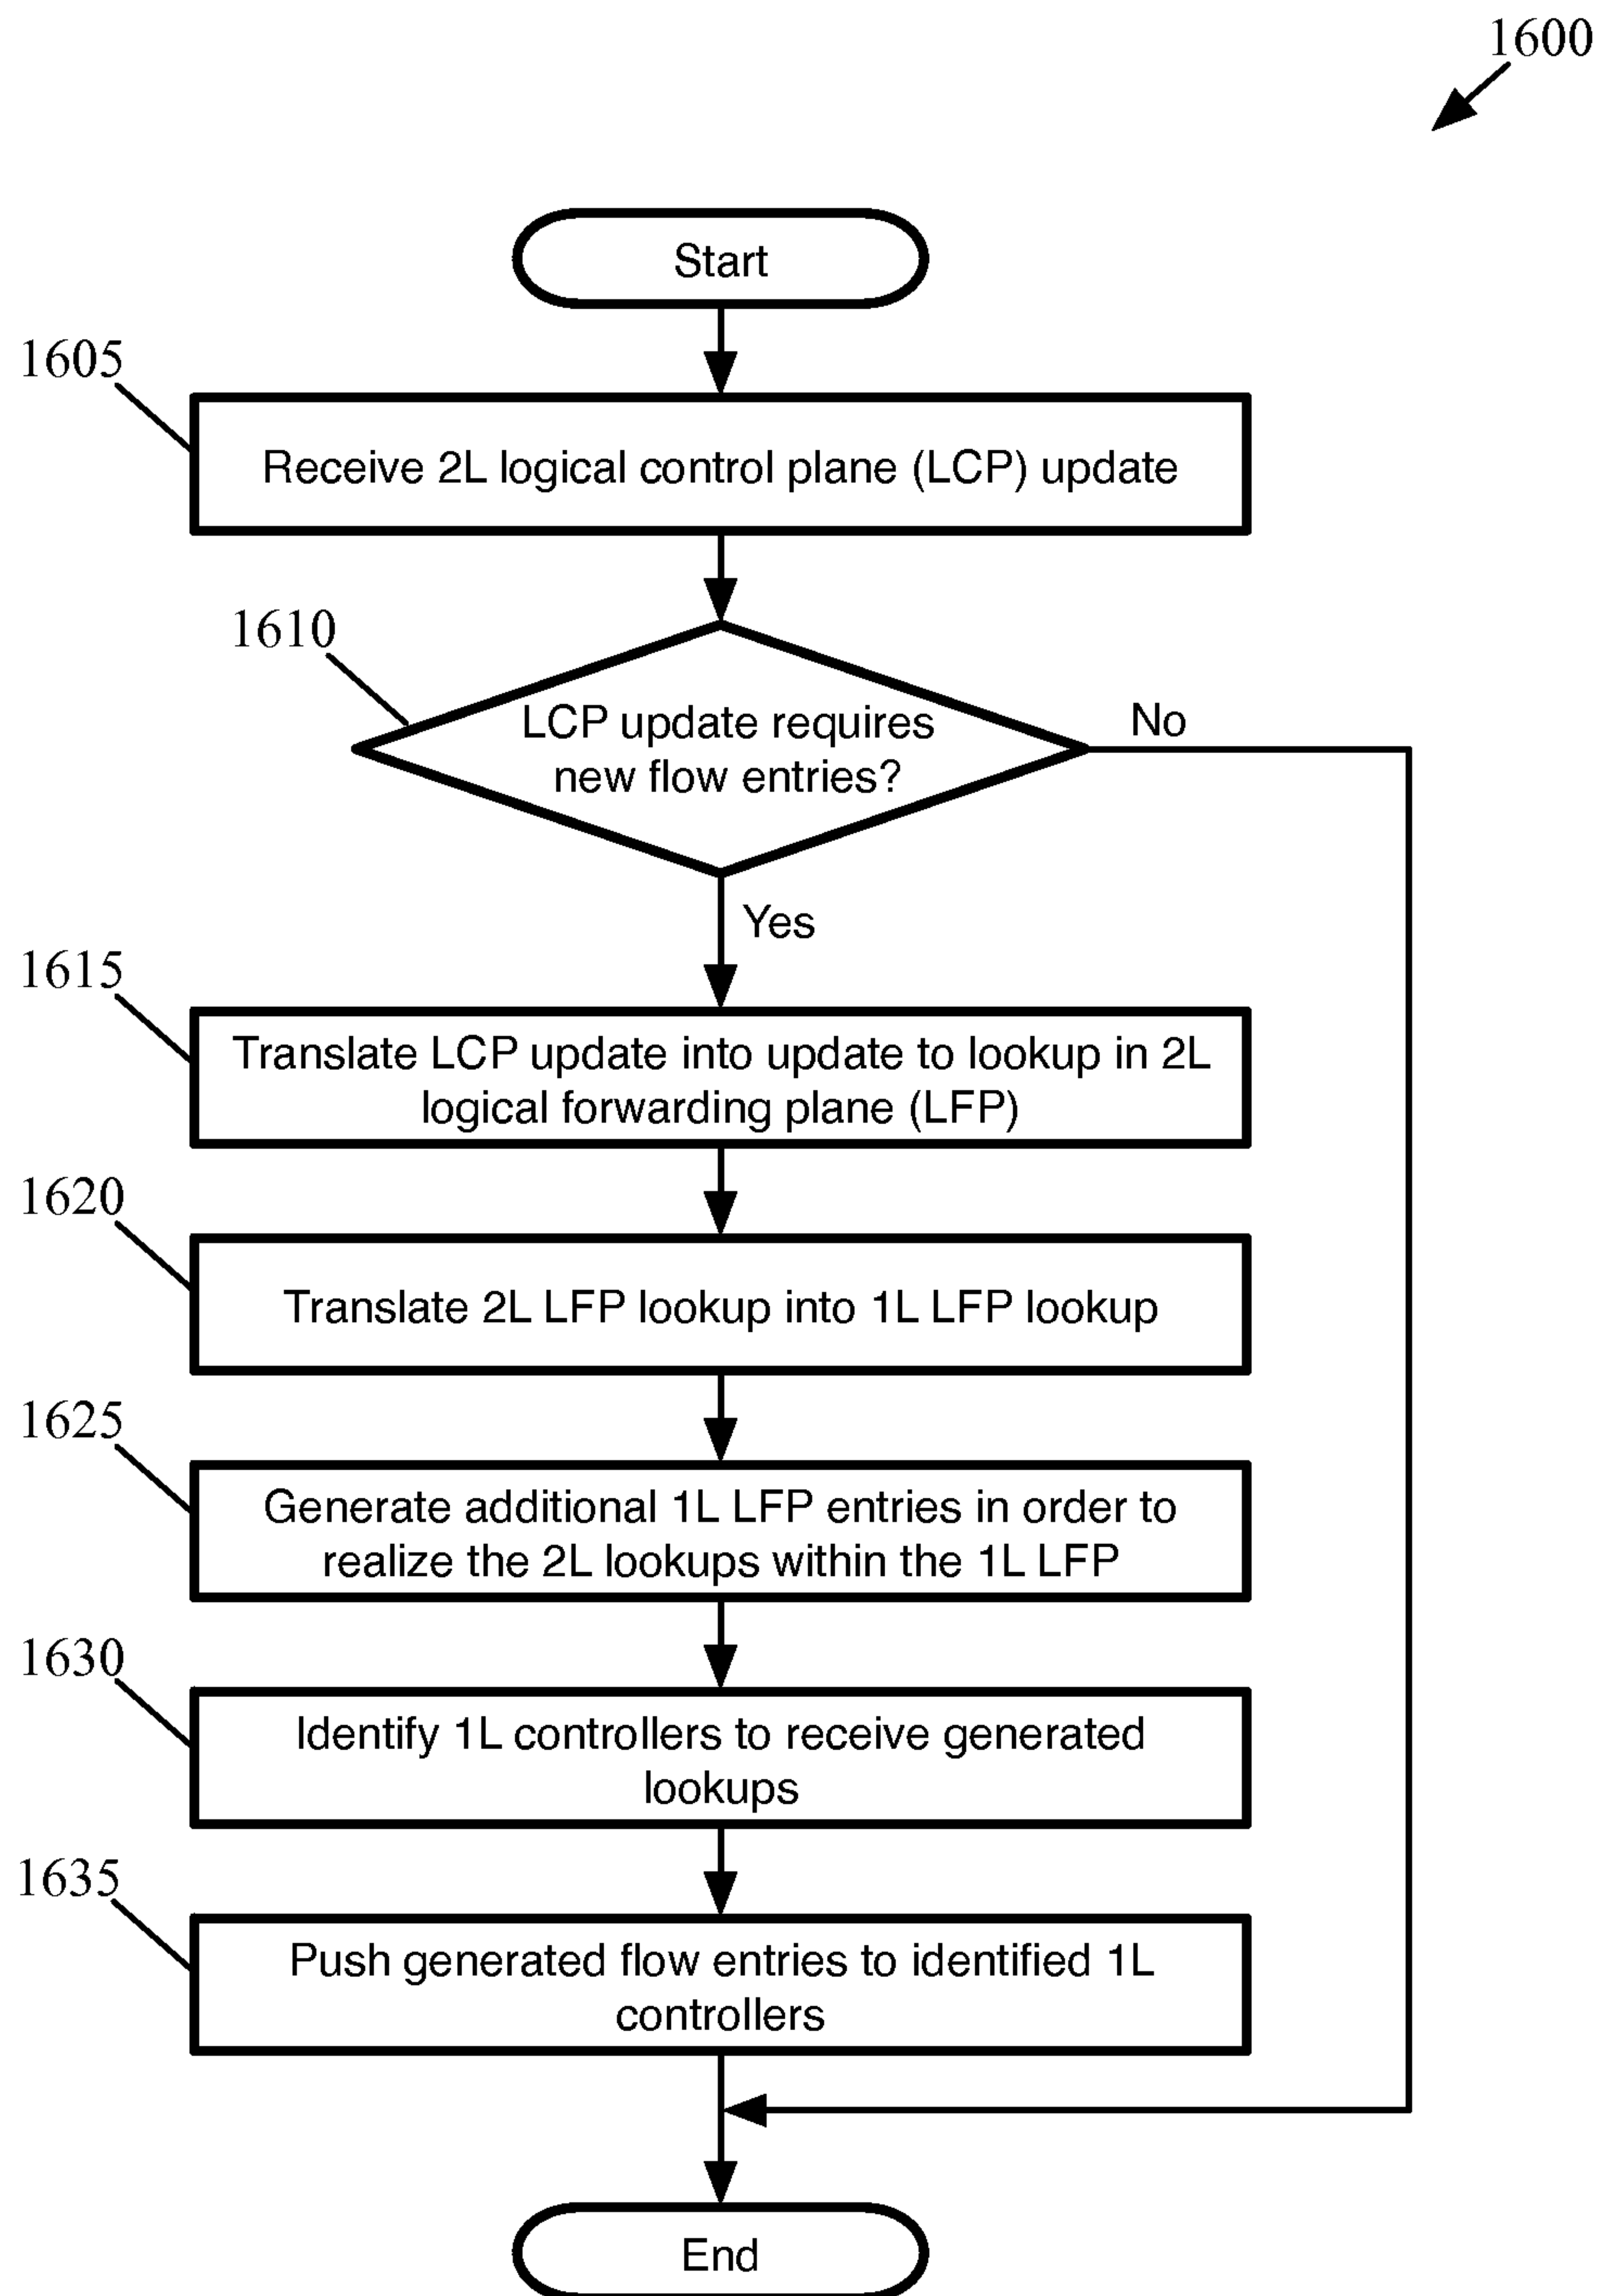 1600
Start
1605
Receive 2L logical control plane (LCP) update
1610
LCP update requires
new flow entries?
No
Yes
1615
Translate LCP update into update to lookup in 2L
logical forwarding plane (LFP)
1620
Translate 2L LFP lookup into 1L LFP lookup
1625
Generate additional 1L LFP entries in order to
realize the 2L lookups within the 1L LFP
1630
Identify 1L controllers to receive generated
lookups
1635
Push generated flow entries to identified 1L
controllers
End